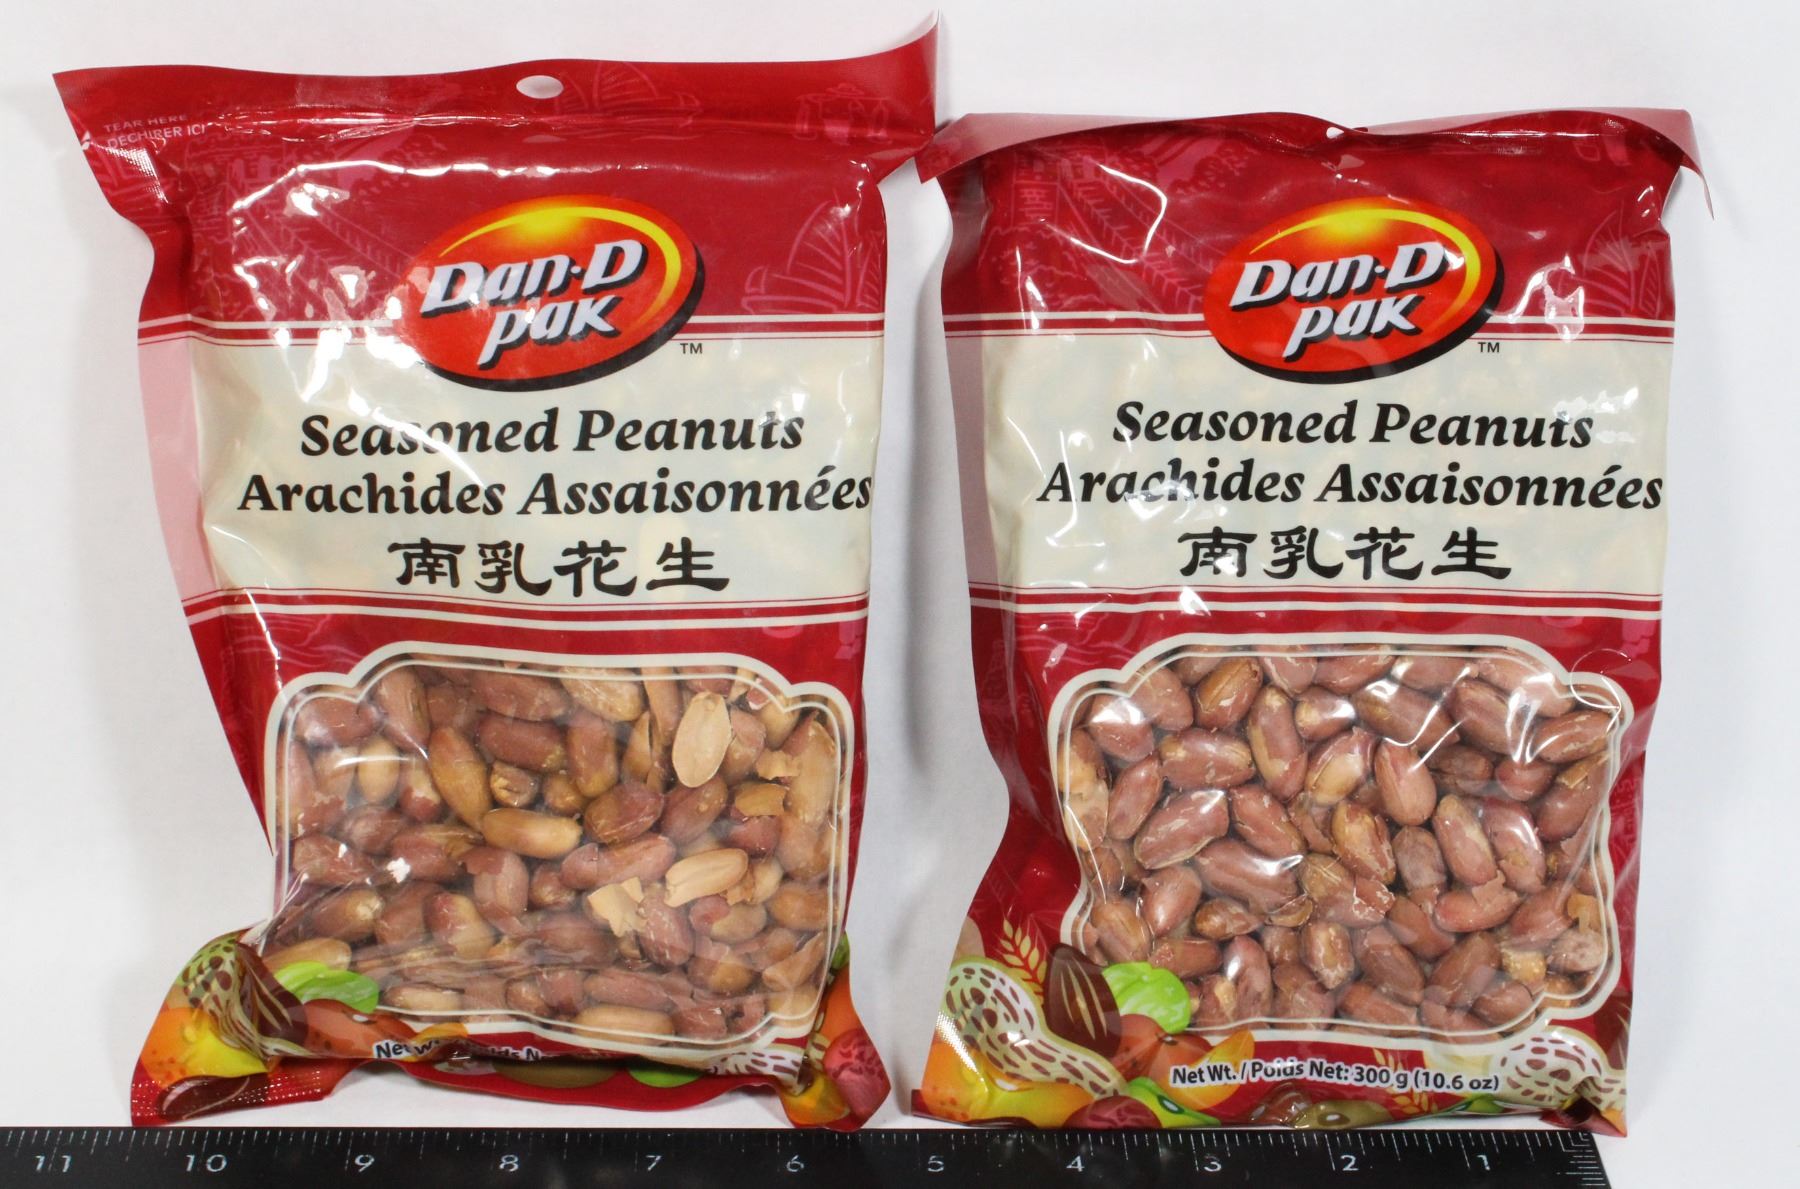 TEAR HERE
DÉCHIRER ICI
Dan·D
pak
TM
Seasoned Peanuts
Arachides Assaisonnées
南乳花生
Dan·D
pak
TM
Seasoned Peanuts
Arachides Assaisonnées
南乳花生
Net Wt. / Poids Net: 300 g (10.6 oz)
11 10 9 8 7 6 5 4 3 2 1